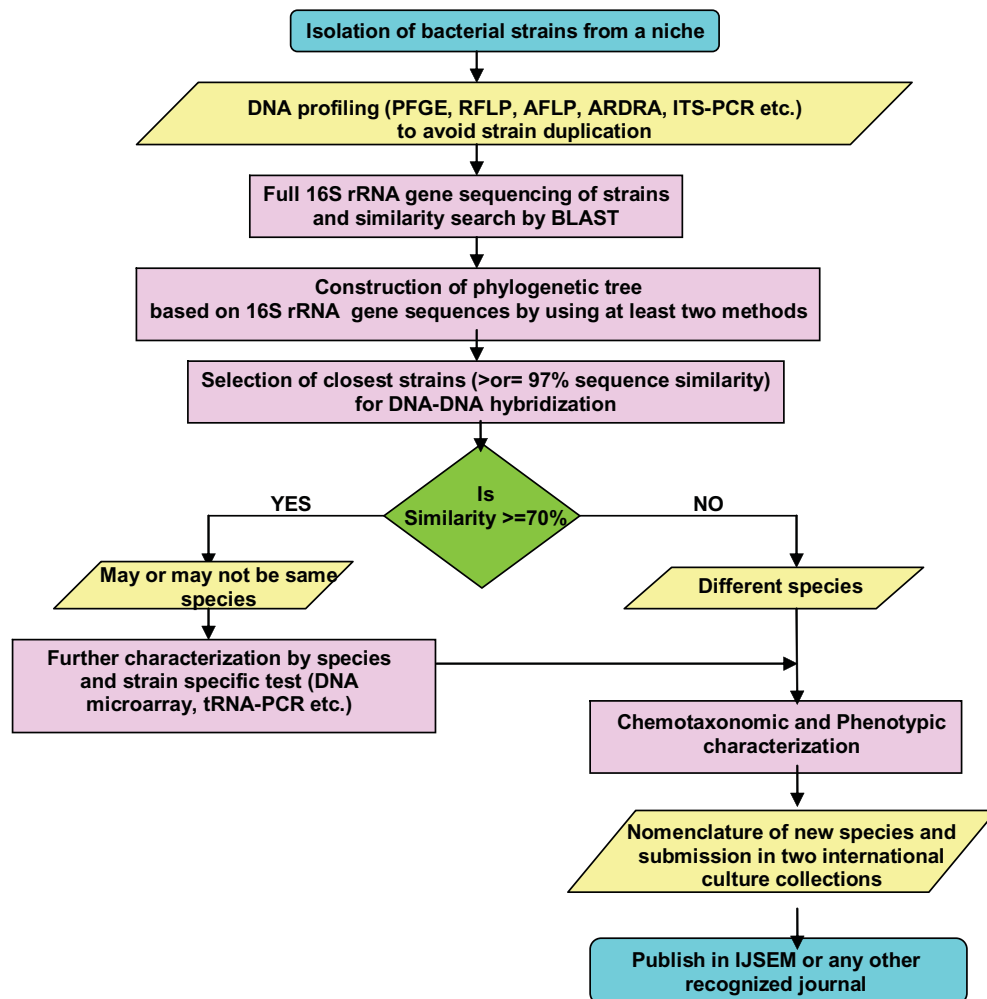 Isolation of bacterial strains from a niche
DNA profiling (PFGE, RFLP, AFLP, ARDRA, ITS-PCR etc.)
to avoid strain duplication
Full 16S rRNA gene sequencing of strains
and similarity search by BLAST
Construction of phylogenetic tree
based on 16S rRNA gene sequences by using at least two methods
Selection of closest strains (>or= 97% sequence similarity)
for DNA-DNA hybridization
Is
Similarity >=70%
YES
NO
May or may not be same
species
Different species
Further characterization by species
and strain specific test (DNA
microarray, tRNA-PCR etc.)
Chemotaxonomic and Phenotypic
characterization
Nomenclature of new species and
submission in two international
culture collections
Publish in IJSEM or any other
recognized journal